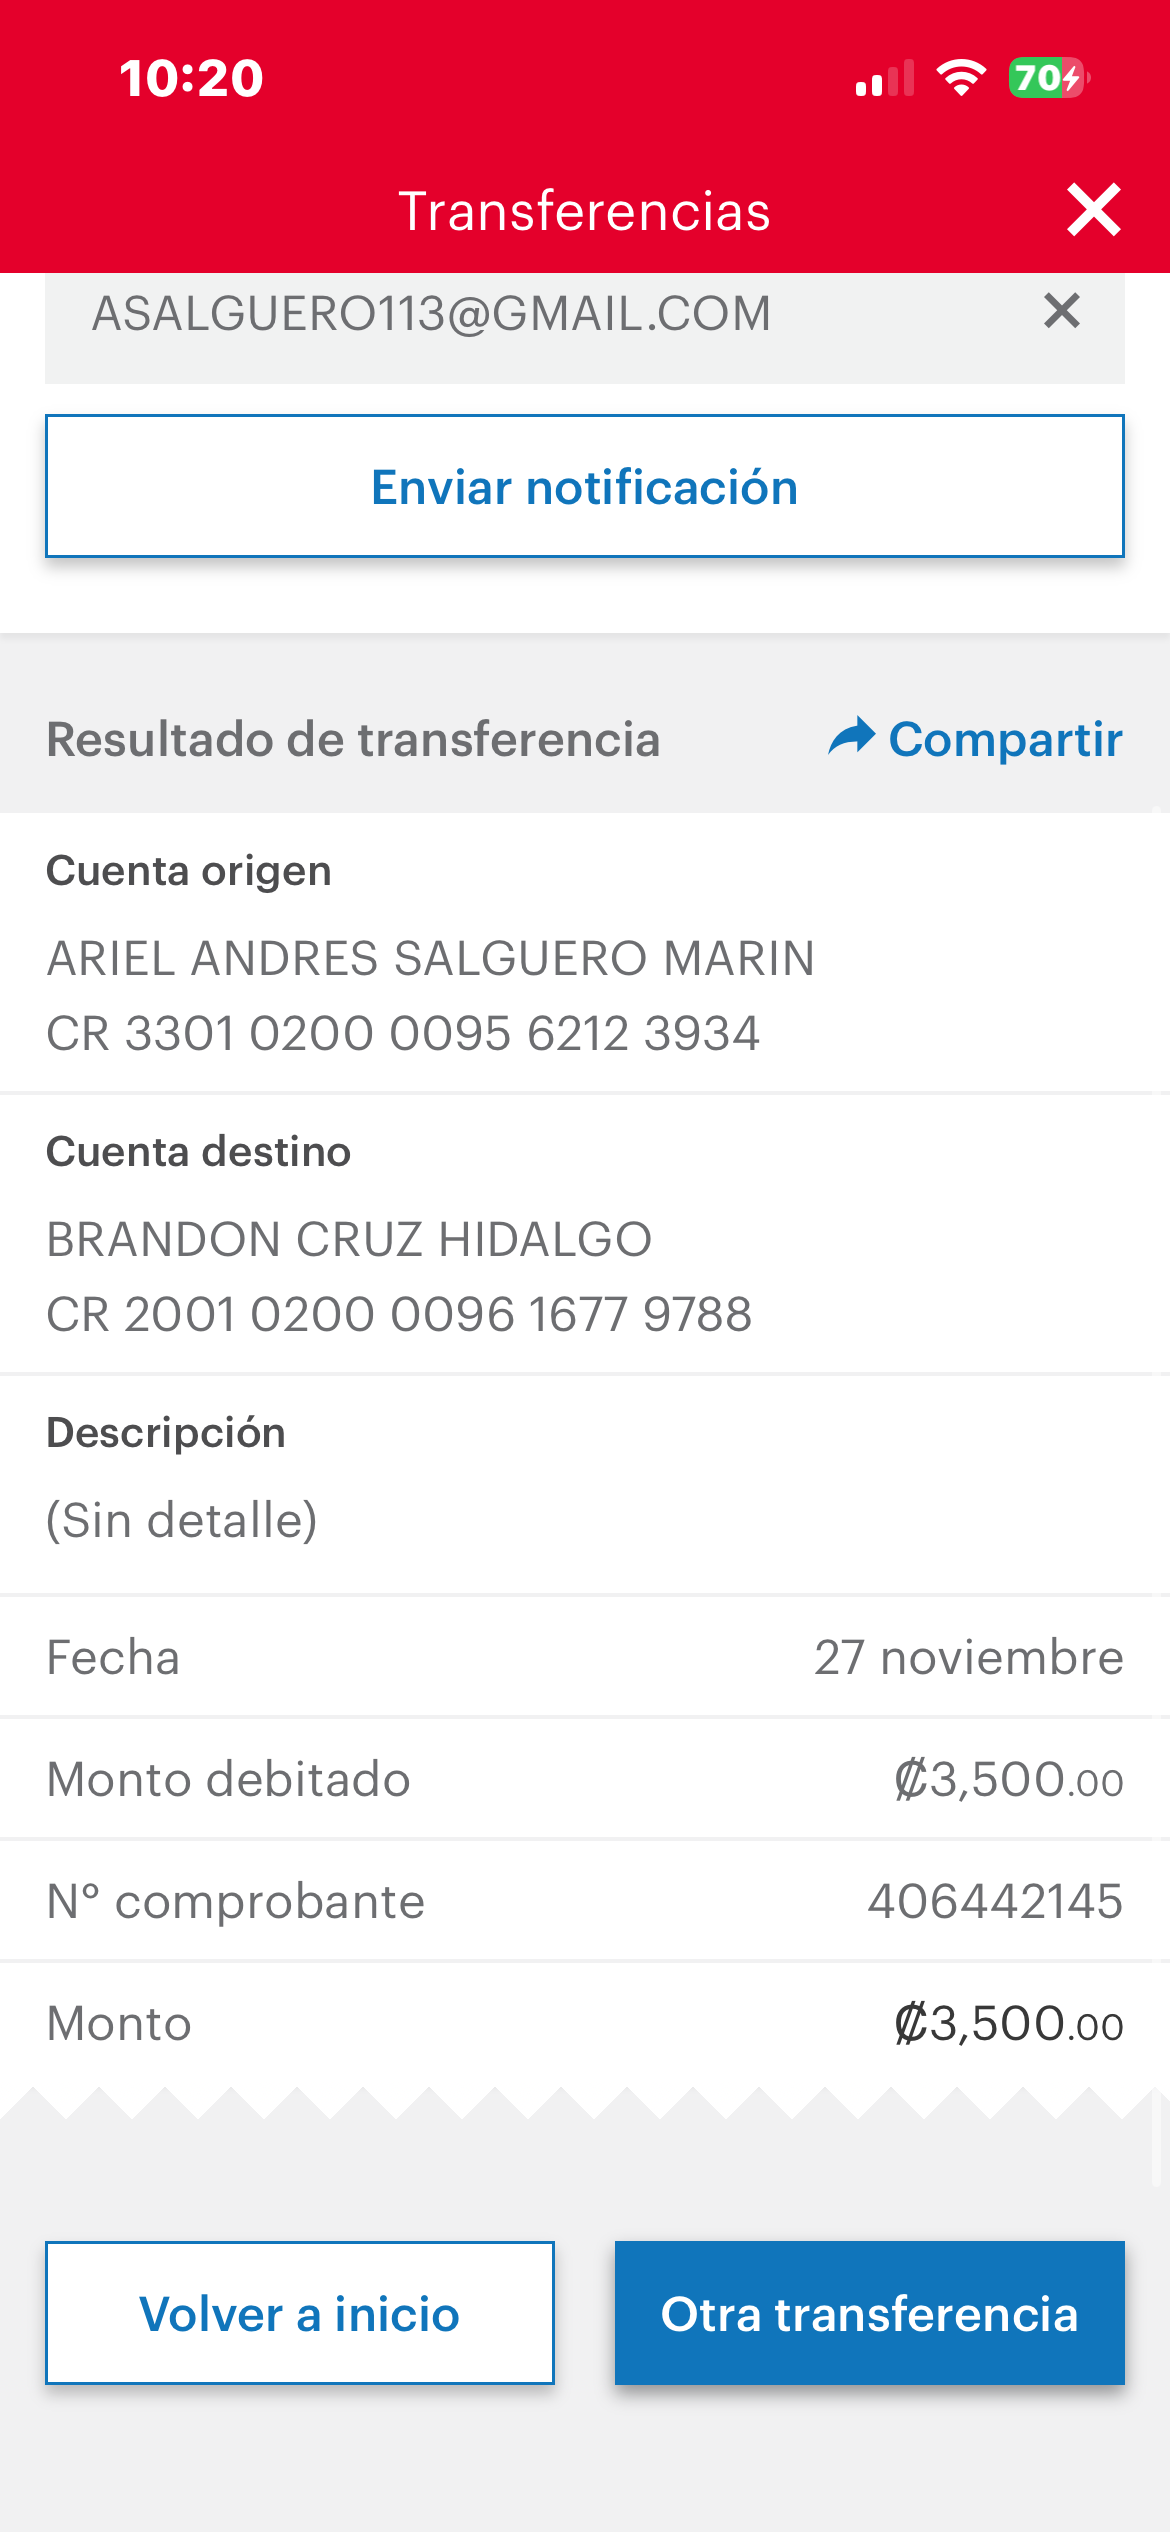 10:20
70
Transferencias
ASALGUERO113@GMAIL.COM
Enviar notificación
Resultado de transferencia
Compartir
Cuenta origen
ARIEL ANDRES SALGUERO MARIN
CR 3301 0200 0095 6212 3934
Cuenta destino
BRANDON CRUZ HIDALGO
CR 2001 0200 0096 1677 9788
Descripción
(Sin detalle)
Fecha 27 noviembre
Monto debitado ₡3,500.00
N° comprobante 406442145
Monto ₡3,500.00
Volver a inicio
Otra transferencia